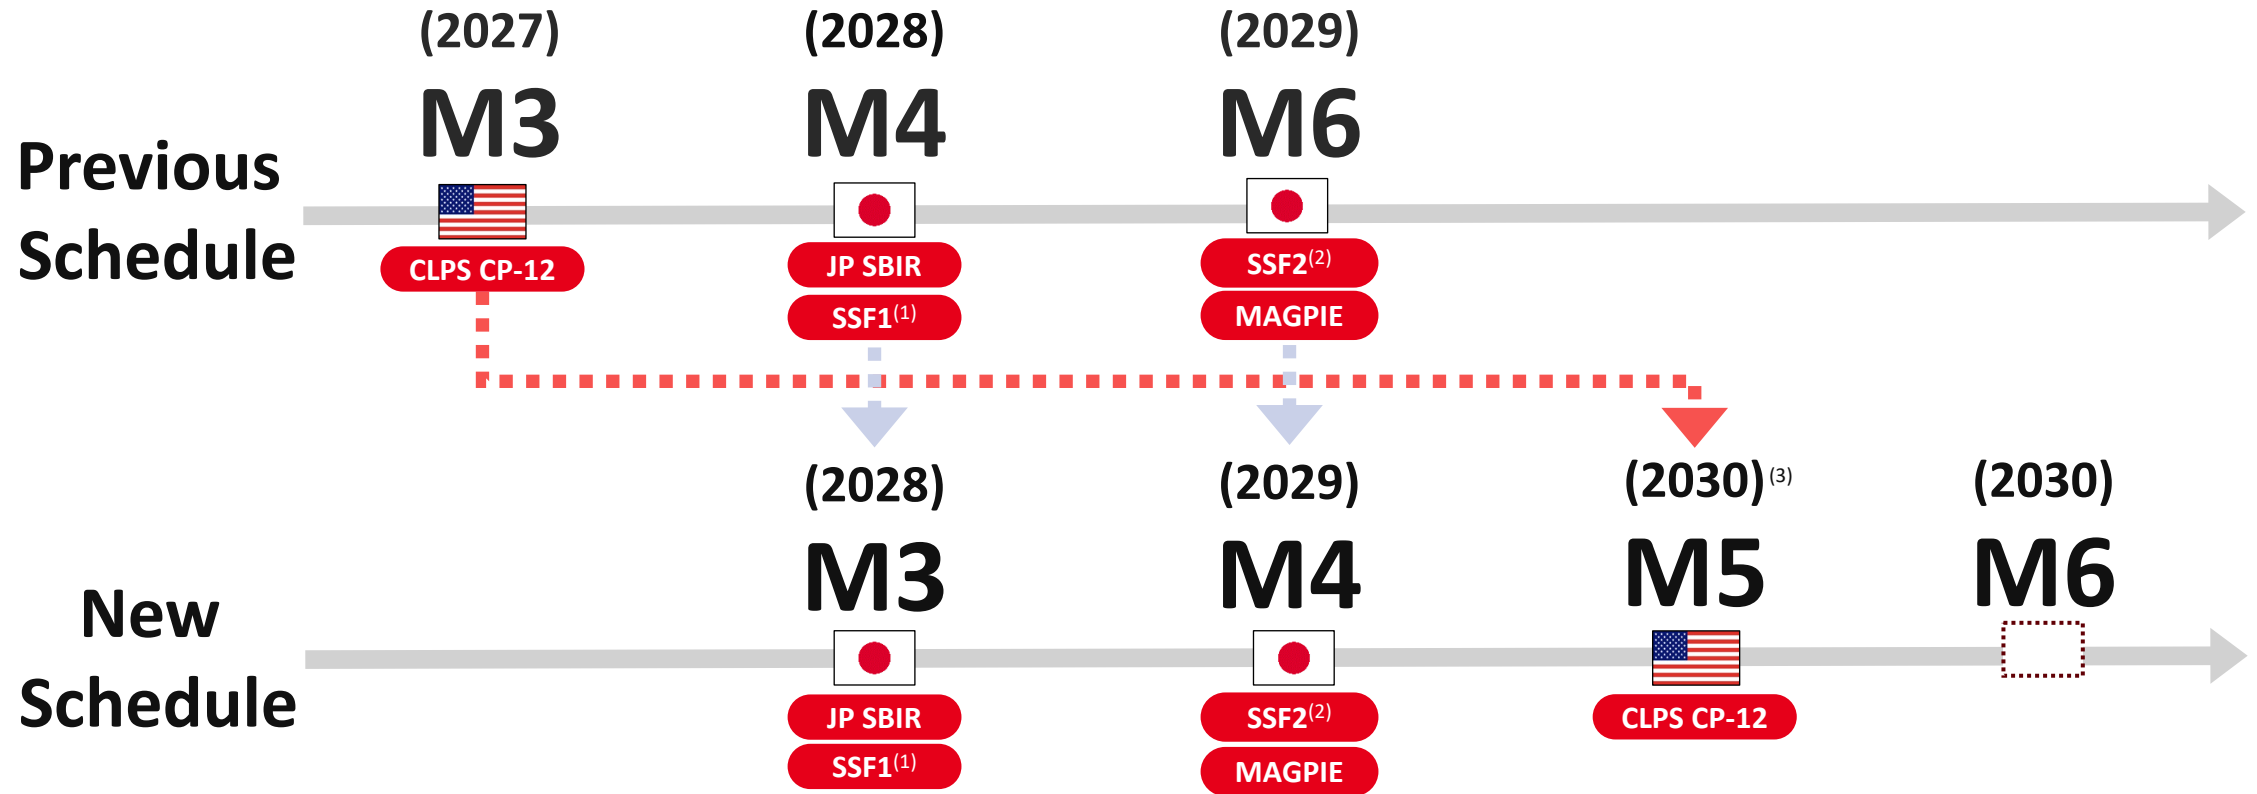 (2027) (2028) (2029)
M3 M4 M6
Previous
Schedule
CLPS CP-12 JP SBIR SSF2(2)
SSF1(1) MAGPIE
(2028) (2029) (2030)(3) (2030)
M3 M4 M5 M6
New
Schedule
JP SBIR SSF2(2) CLPS CP-12
SSF1(1) MAGPIE